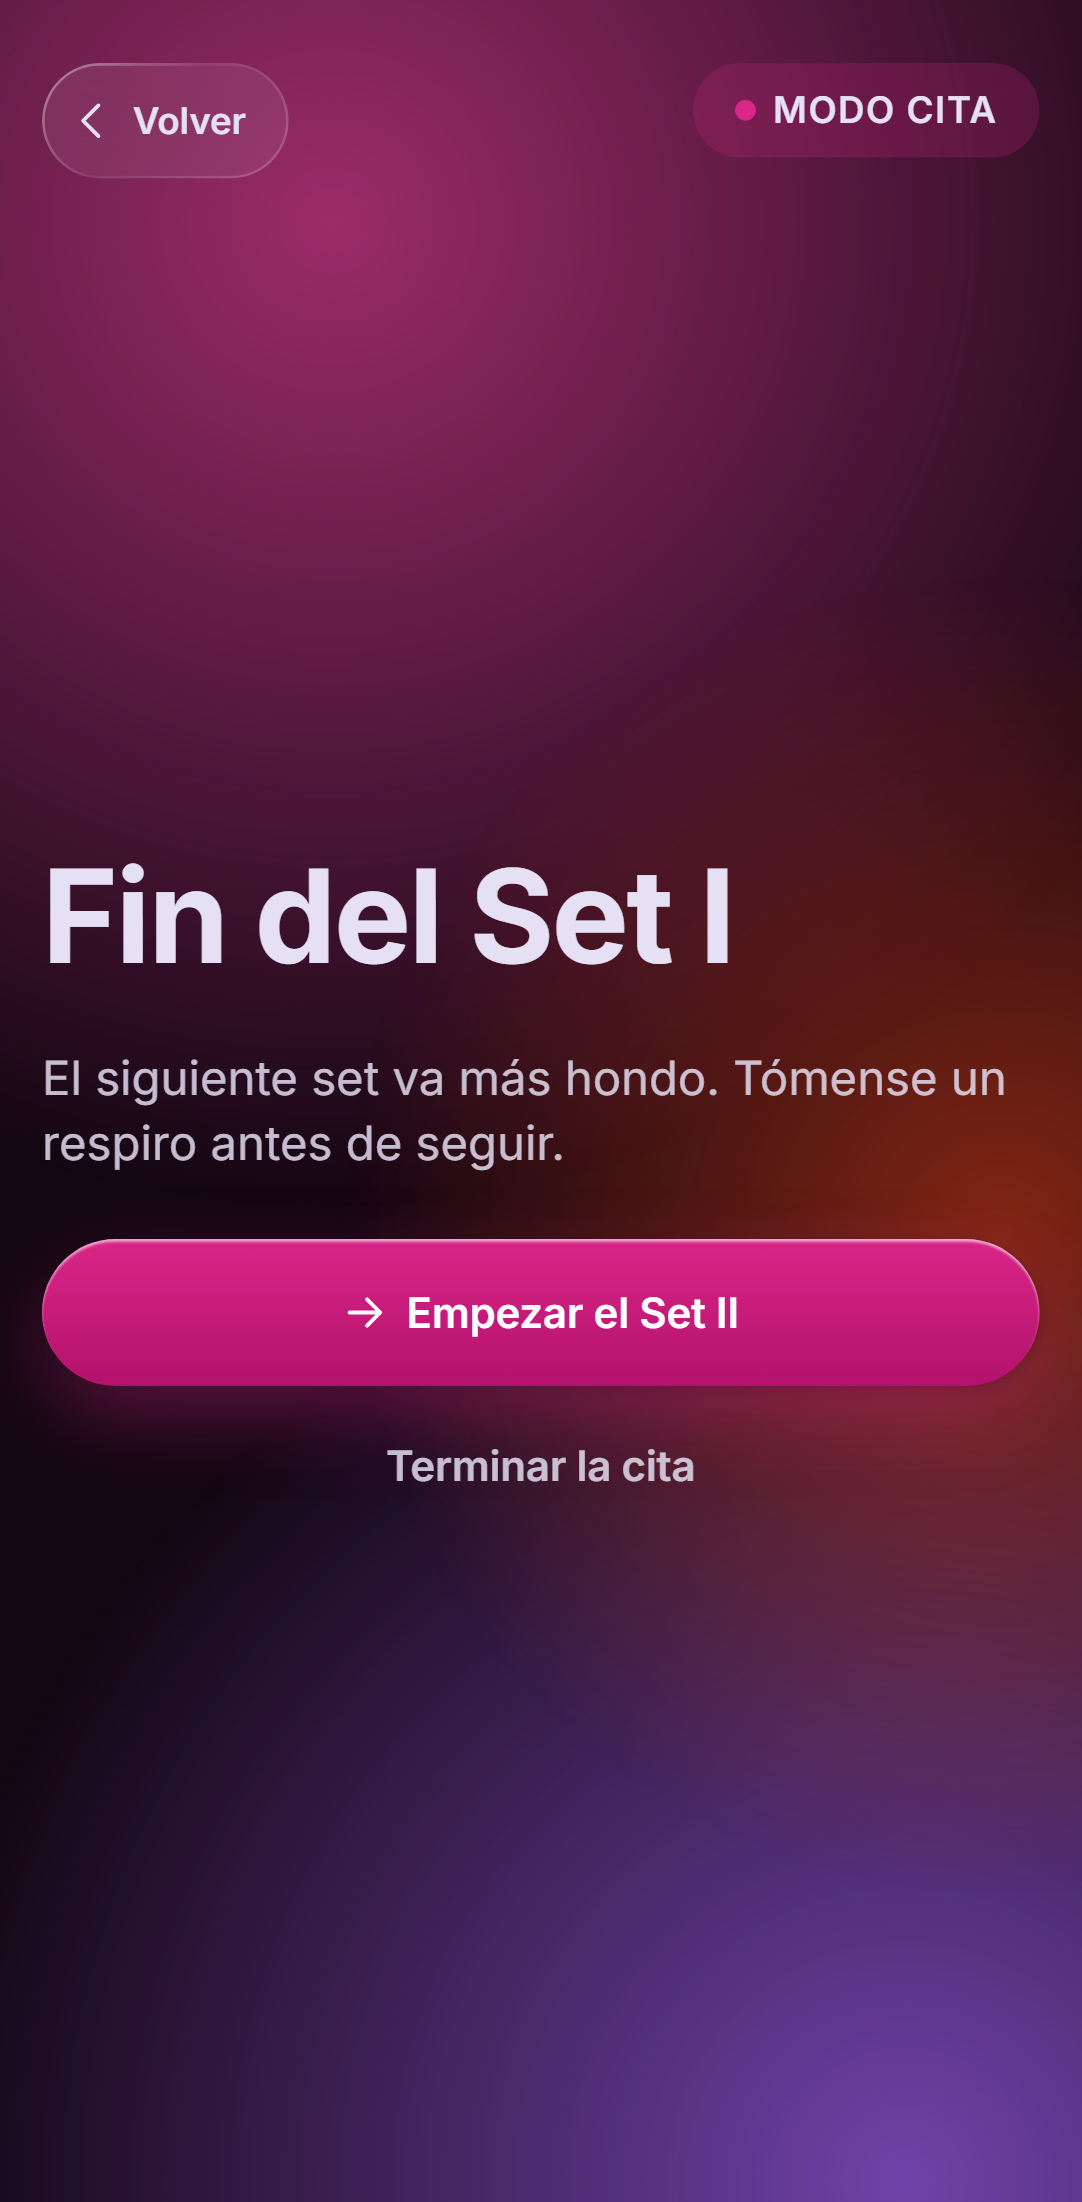 Volver
MODO CITA
Fin del Set I
El siguiente set va más hondo. Tómense un
respiro antes de seguir.
Empezar el Set II
Terminar la cita